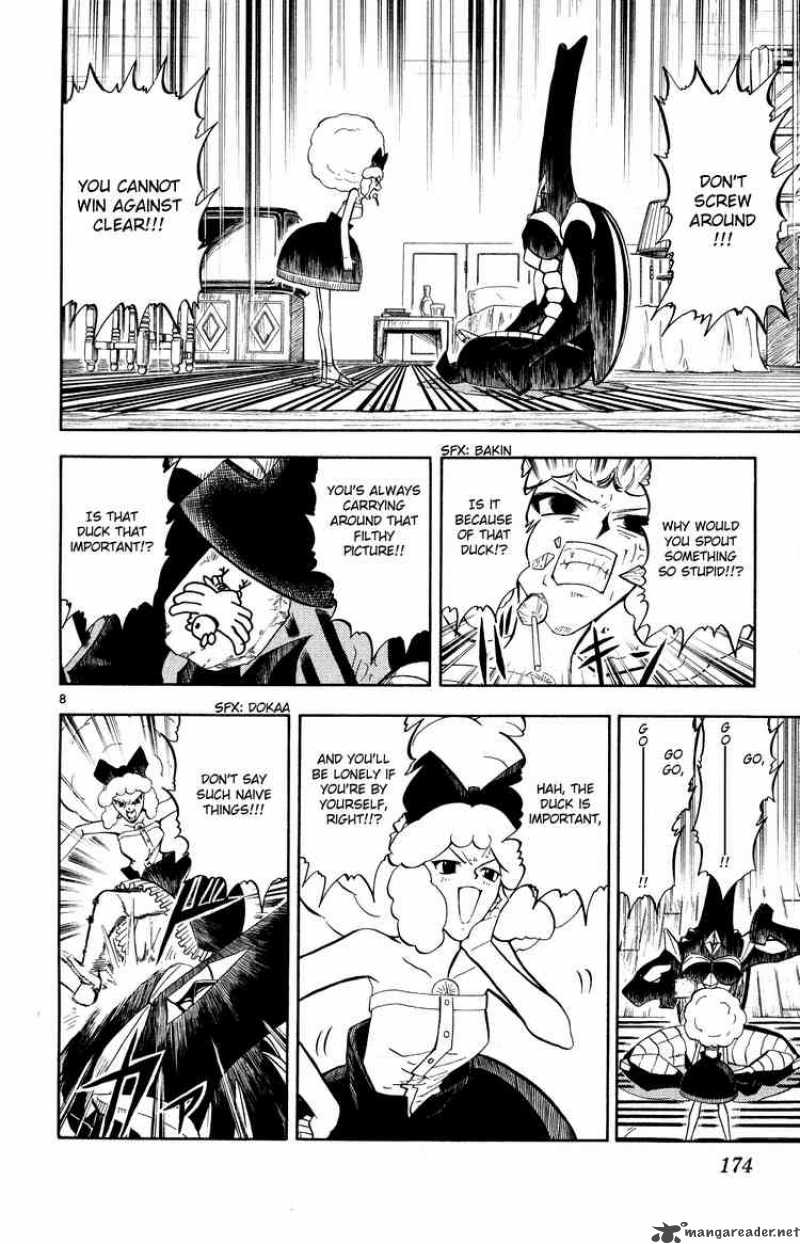 DON'T
SCREW
AROUND
!!!
YOU CANNOT
WIN AGAINST
CLEAR!!!
SFX: BAKIN
WHY WOULD
YOU SPOUT
SOMETHING
SO STUPID!!?
IS IT
BECAUSE
OF THAT
DUCK!?
YOU'S ALWAYS
CARRYING
AROUND THAT
FILTHY
PICTURE!!
IS THAT
DUCK THAT
IMPORTANT!?
8
GO,
GO——!!
GO
GO,
GO——!!
HAH, THE
DUCK IS
IMPORTANT,
AND YOU'LL
BE LONELY IF
YOU'RE BY
YOURSELF,
RIGHT!!?
SFX: DOKAA
DON'T SAY
SUCH NAIVE
THINGS!!!
ドカァ
174
mangareader.net